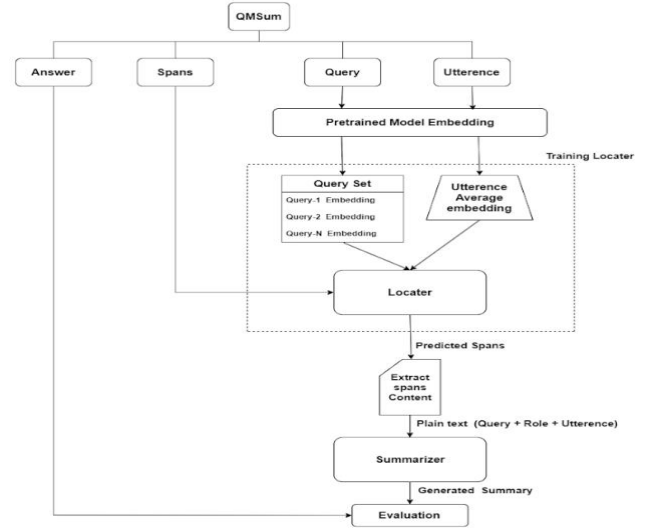 QMSum
Answer
Spans
Query
Utterence
Pretrained Model Embedding
Training Locater
Query Set
Query-1 Embedding
Query-2 Embedding
Query-N Embedding
Utterence
Average
embedding
Locater
Predicted Spans
Extract
spans
Content
Plain text (Query + Role + Utterence)
Summarizer
Generated Summary
Evaluation